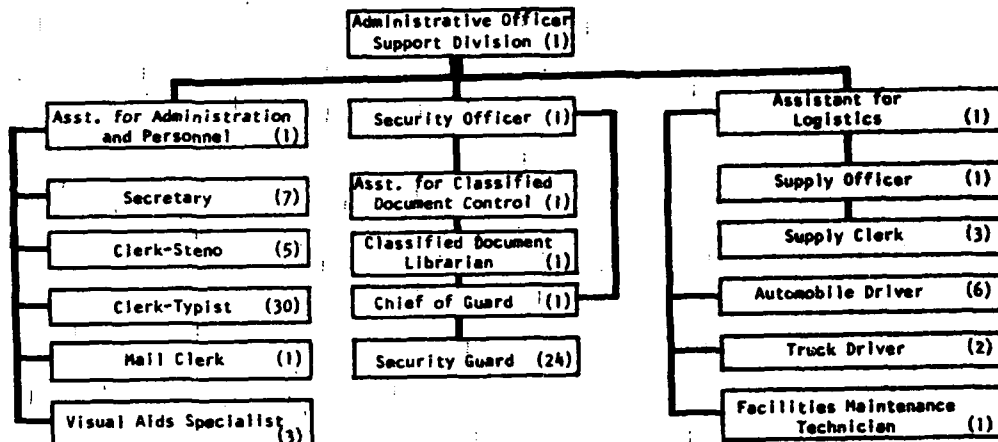 Administrative Officer
Support Division (1)
Asst. for Administration
and Personnel (1)
Secretary (7)
Clerk-Steno (5)
Clerk-Typist (30)
Mail Clerk (1)
Visual Aids Specialist
(3)
Security Officer (1)
Asst. for Classified
Document Control (1)
Classified Document
Librarian (1)
Chief of Guard (1)
Security Guard (24)
Assistant for
Logistics (1)
Supply Officer (1)
Supply Clerk (3)
Automobile Driver (6)
Truck Driver (2)
Facilities Maintenance
Technician (1)